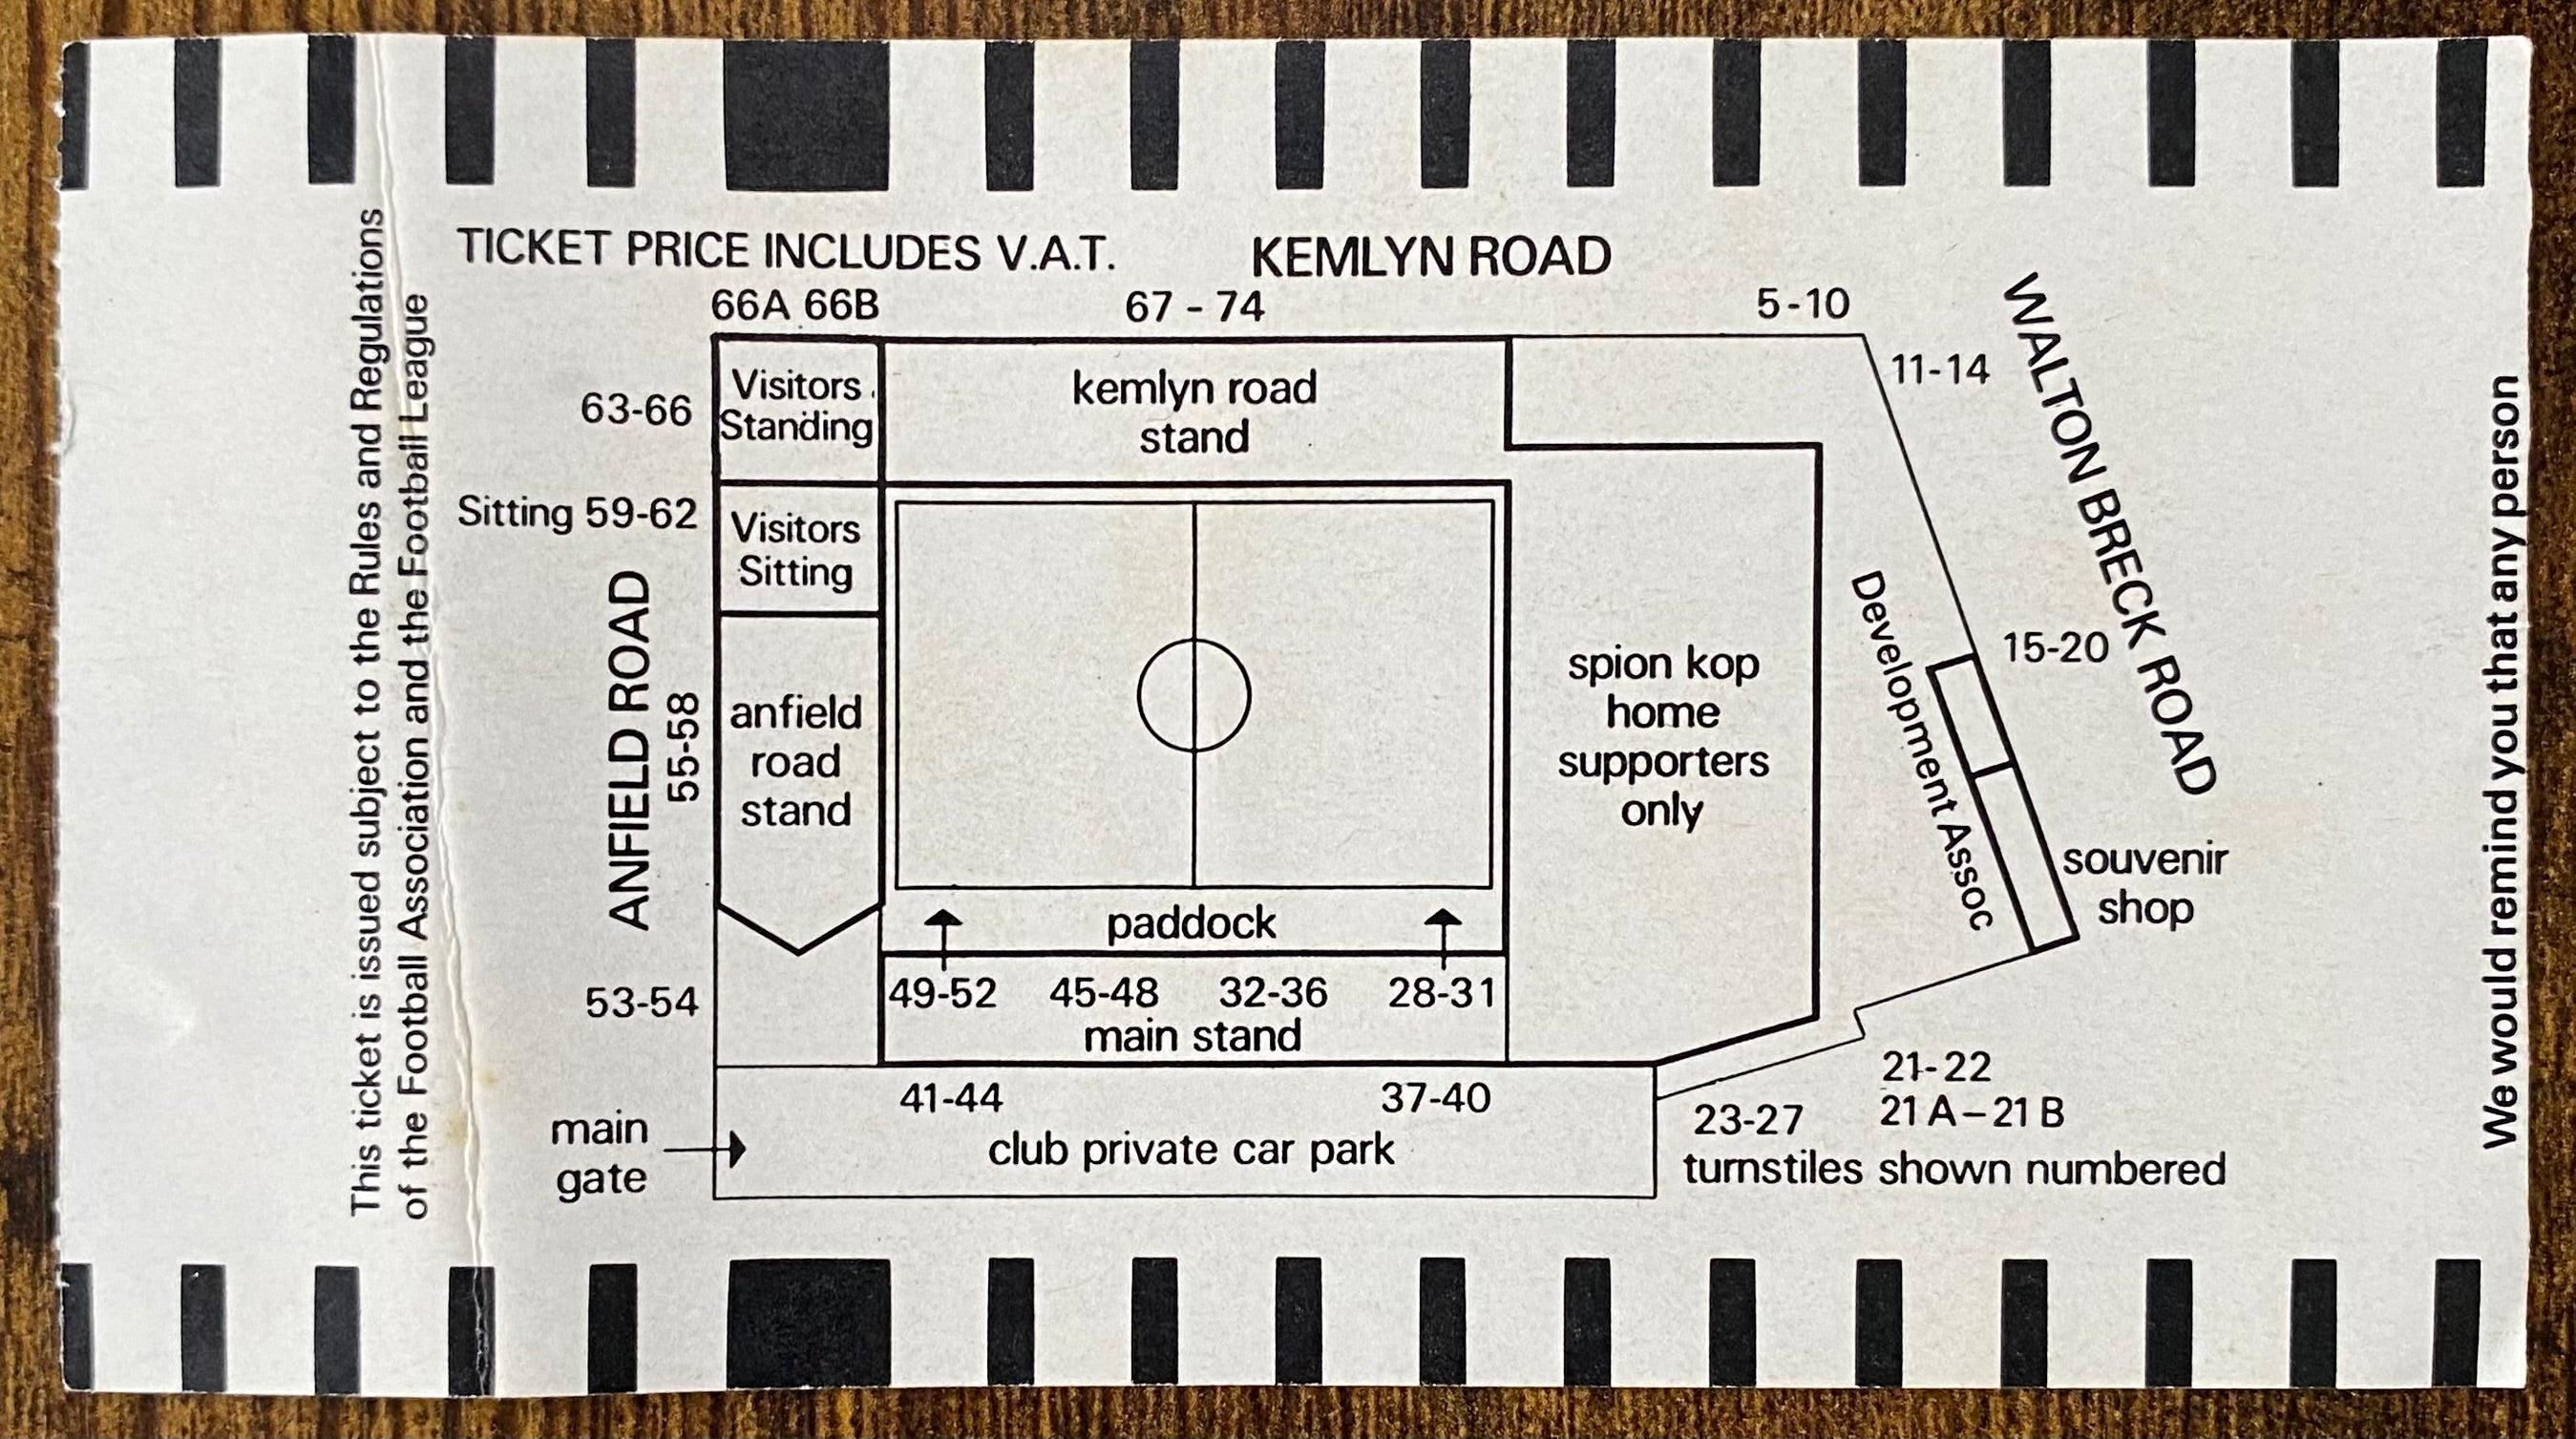 This ticket is issued subject to the Rules and Regulations
of the Football Association and the Football League
TICKET PRICE INCLUDES V.A.T.
KEMLYN ROAD
66A 66B
67 - 74
5-10
WALTON BRECK ROAD
11-14
63-66
Visitors
Standing
kemlyn road
stand
Sitting 59-62
Visitors
Sitting
ANFIELD ROAD
55-58
anfield
road
stand
spion kop
home
supporters
only
Development Assoc
15-20
souvenir
shop
paddock
53-54
49-52
45-48
32-36
28-31
main stand
41-44
37-40
21-22
21 A – 21 B
23-27
main
gate
club private car park
turnstiles shown numbered
We would remind you that any person